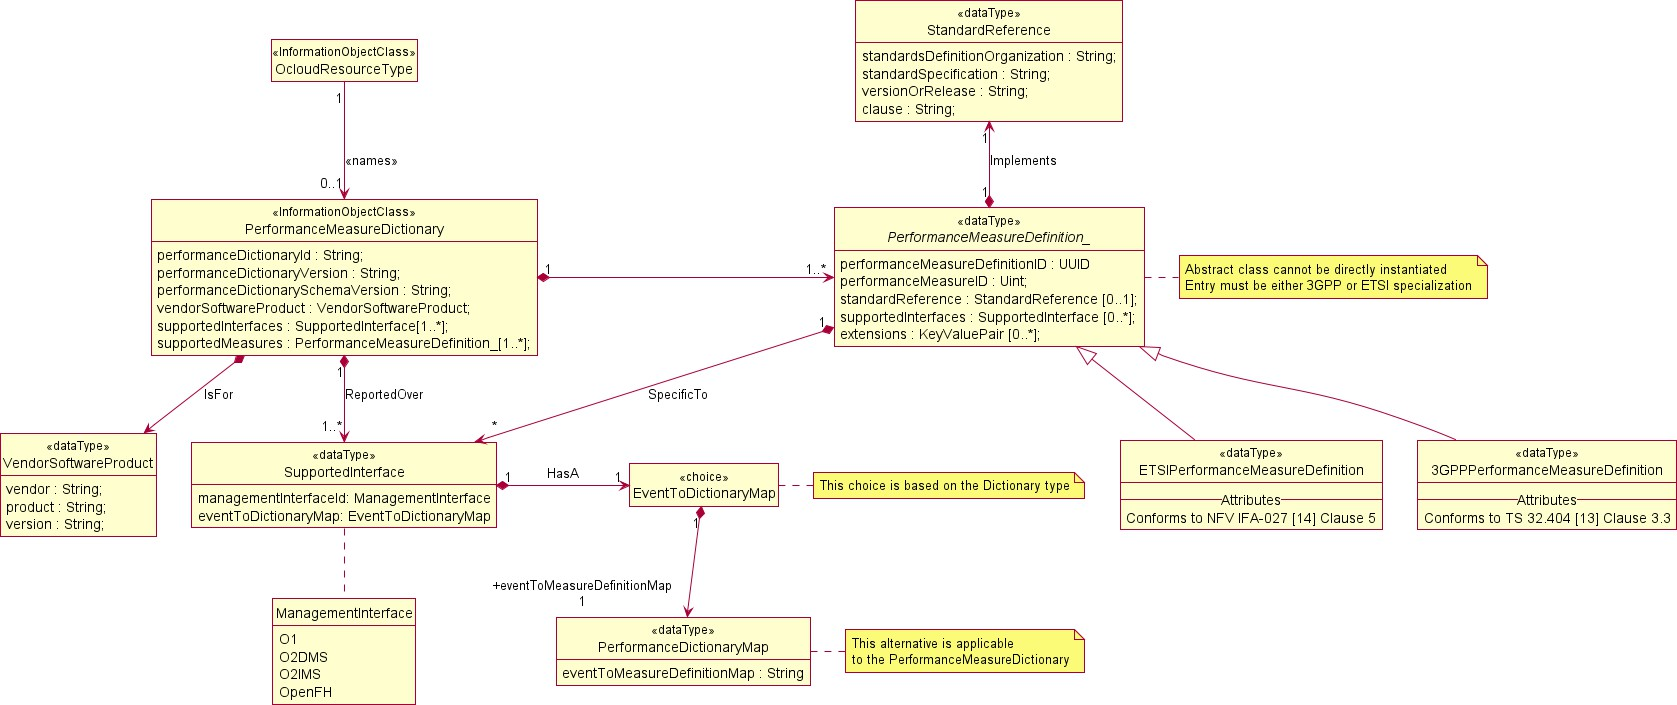 «InformationObjectClass»
OcloudResourceType
1
«names»
0..1
«dataType»
StandardReference
standardsDefinitionOrganization : String;
standardSpecification : String;
versionOrRelease : String;
clause : String;
1
Implements
1
«InformationObjectClass»
PerformanceMeasureDictionary
performanceDictionaryId : String;
performanceDictionaryVersion : String;
performanceDictionarySchemaVersion : String;
vendorSoftwareProduct : VendorSoftwareProduct;
supportedInterfaces : SupportedInterface[1..*];
supportedMeasures : PerformanceMeasureDefinition_[1..*];
1
1..*
«dataType»
PerformanceMeasureDefinition_
performanceMeasureDefinitionID : UUID
performanceMeasureID : Uint;
standardReference : StandardReference [0..1];
supportedInterfaces : SupportedInterface [0..*];
extensions : KeyValuePair [0..*];
Abstract class cannot be directly instantiated
Entry must be either 3GPP or ETSI specialization
1
IsFor
1
ReportedOver
1..*
SpecificTo
*
«dataType»
VendorSoftwareProduct
vendor : String;
product : String;
version : String;
«dataType»
SupportedInterface
managementInterfaceId: ManagementInterface
eventToDictionaryMap: EventToDictionaryMap
1
HasA
1
«choice»
EventToDictionaryMap
This choice is based on the Dictionary type
«dataType»
ETSIPerformanceMeasureDefinition
Attributes
Conforms to NFV IFA-027 [14] Clause 5
«dataType»
3GPPPerformanceMeasureDefinition
Attributes
Conforms to TS 32.404 [13] Clause 3.3
1
+eventToMeasureDefinitionMap
1
ManagementInterface
O1
O2DMS
O2IMS
OpenFH
«dataType»
PerformanceDictionaryMap
eventToMeasureDefinitionMap : String
This alternative is applicable
to the PerformanceMeasureDictionary